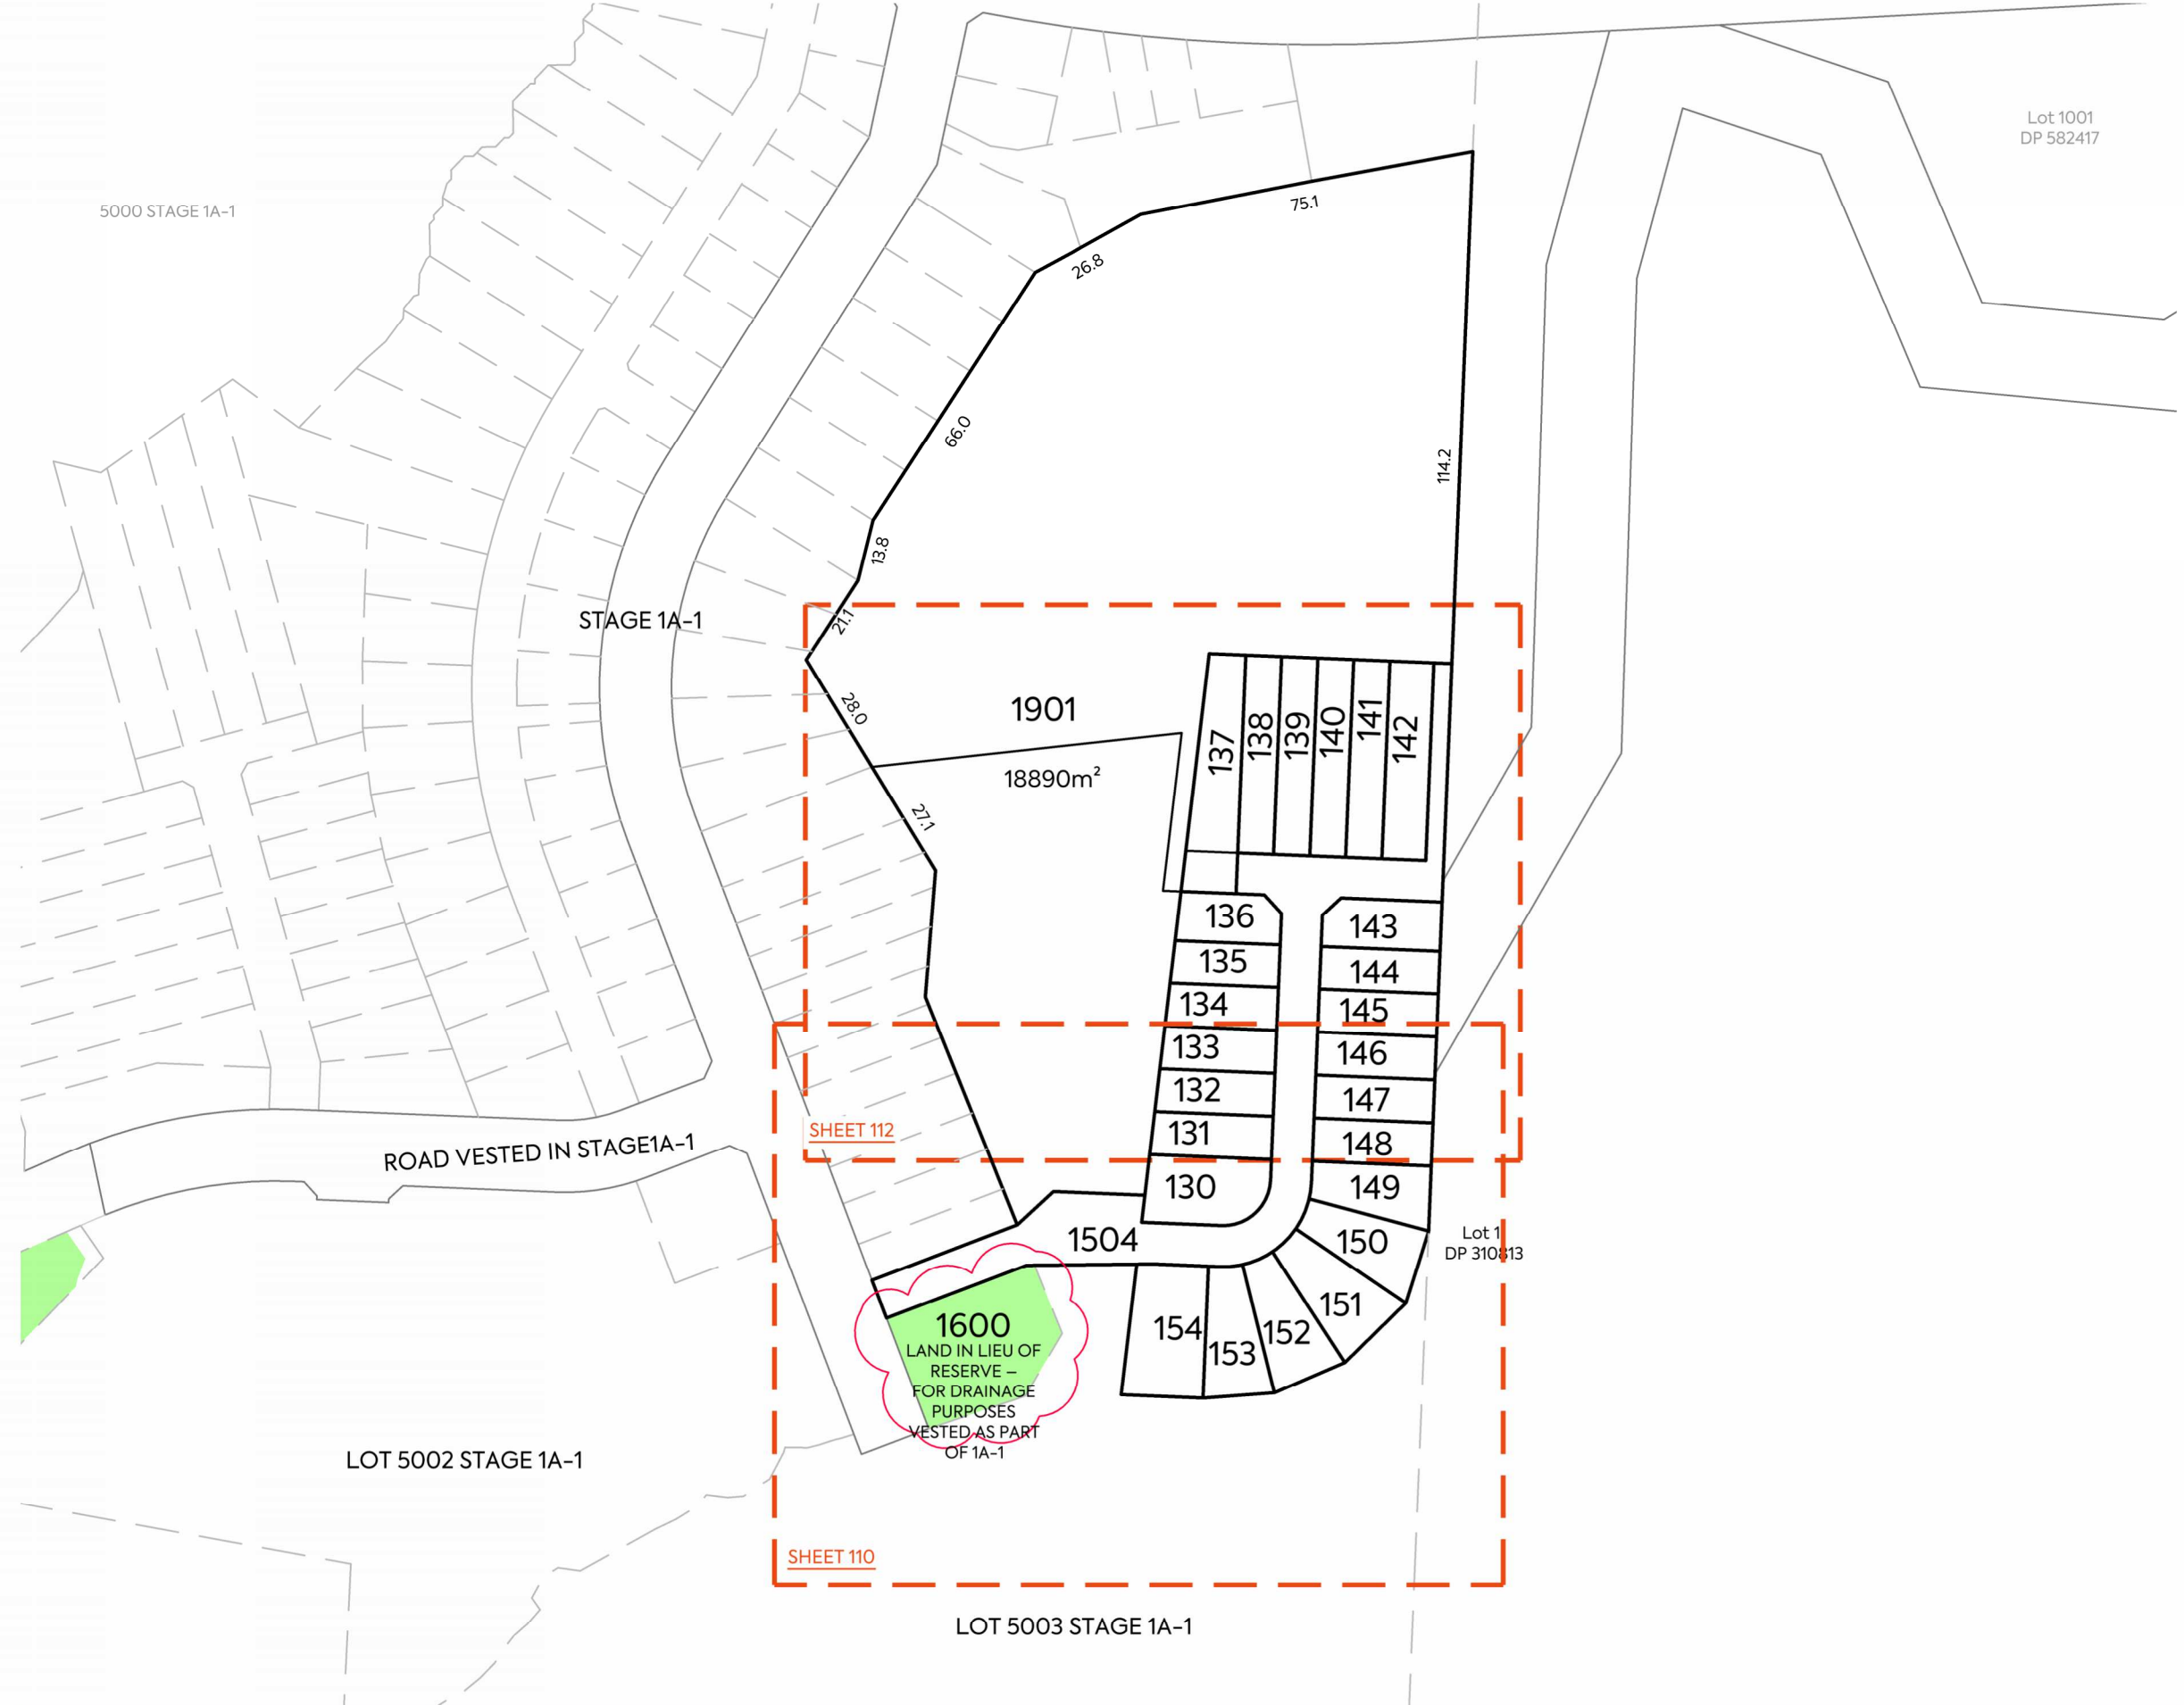 Lot 1001
DP 582417
5000 STAGE 1A-1
75.1
26.8
66.0
114.2
13.8
21.1
STAGE 1A-1
28.0
1901
18890m²
27.1
137
138
139
140
141
142
136
143
135
144
134
145
133
146
132
147
131
148
SHEET 112
ROAD VESTED IN STAGE1A-1
130
149
1504
150
Lot 1
DP 310813
151
154
152
153
1600
LAND IN LIEU OF
RESERVE –
FOR DRAINAGE
PURPOSES
VESTED AS PART
OF 1A-1
LOT 5002 STAGE 1A-1
SHEET 110
LOT 5003 STAGE 1A-1